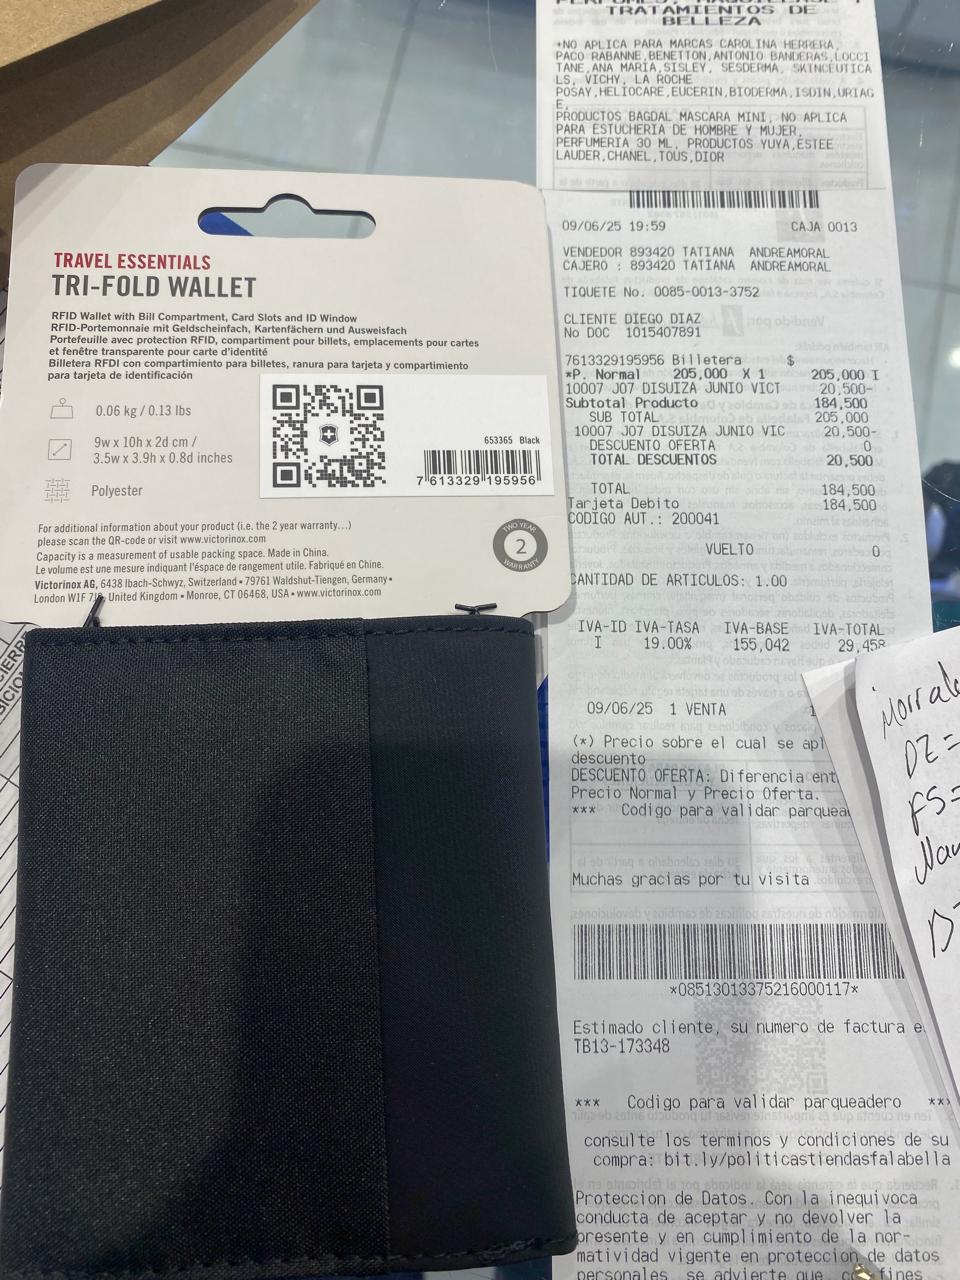 TRAVEL ESSENTIALS
TRI-FOLD WALLET
RFID Wallet with Bill Compartment, Card Slots and ID Window
RFID-Portemonnaie mit Geldscheinfach, Kartenfächern und Ausweisfach
Portefeuille avec protection RFID, compartiment pour billets, emplacements pour cartes
et fenêtre transparente pour carte d'identité
Billetera RFDI con compartimento para billetes, ranura para tarjeta y compartimiento
para tarjeta de identificación
0.06 kg / 0.13 lbs
9w x 10h x 2d cm /
3.5w x 3.9h x 0.8d inches
Polyester
653365 Black
7 613329 195956
For additional information about your product (i.e. the 2 year warranty...)
please scan the QR-code or visit www.victorinox.com
Capacity is a measurement of usable packing space. Made in China.
Le volume est une mesure indiquant l'éspace de rangement utile. Fabriqué en Chine.
Victorinox AG, 6438 Ibach-Schwyz, Switzerland • 79761 Waldshut-Tiengen, Germany •
London W1F United Kingdom • Monroe, CT 06468, USA • www.victorinox.com
TWO YEAR
2
WARRANTY
TRATAMIENTOS DE
BELLEZA
*NO APLICA PARA MARCAS CAROLINA HERRERA,
PACO RABANNE,BENETTON,ANTONIO BANDERAS,LOCCI
TANE,ANA MARIA,SISLEY, SESDERMA, SKINCEUTICA
LS, VICHY, LA ROCHE
POSAY,HELIOCARE,EUCERIN,BIODERMA,ISDIN,URIAG
E,
PRODUCTOS BAGDAL MASCARA MINI, NO APLICA
PARA ESTUCHERIA DE HOMBRE Y MUJER,
PERFUMERIA 30 ML, PRODUCTOS YUYA,ESTEE
LAUDER,CHANEL,TOUS,DIOR
09/06/25 19:59 CAJA 0013
VENDEDOR 893420 TATIANA ANDREAMORAL
CAJERO : 893420 TATIANA ANDREAMORAL
TIQUETE No. 0085-0013-3752
CLIENTE DIEGO DIAZ
No DOC 1015407891
7613329195956 Billetera $
*P. Normal 205,000 X 1 205,000 I
10007 J07 DISUIZA JUNIO VICT 20,500-
Subtotal Producto 184,500
SUB TOTAL 205,000
10007 J07 DISUIZA JUNIO VIC 20,500-
DESCUENTO OFERTA 0
TOTAL DESCUENTOS 20,500
TOTAL 184,500
Tarjeta Debito 184,500
CODIGO AUT.: 200041
VUELTO 0
CANTIDAD DE ARTICULOS: 1.00
IVA-ID IVA-TASA IVA-BASE IVA-TOTAL
I 19.00% 155,042 29,458
09/06/25 1 VENTA
(*) Precio sobre el cual se apl
descuento
DESCUENTO OFERTA: Diferencia ent
Precio Normal y Precio Oferta.
*** Codigo para validar parquea
Muchas gracias por tu visita
*08513013375216000117*
Estimado cliente, su numero de factura e
TB13-173348
*** Codigo para validar parqueadero **
consulte los terminos y condiciones de su
compra: bit.ly/politicastiendasfalabella
Proteccion de Datos. Con la inequivoca
conducta de aceptar y no devolver la
presente y en cumplimiento de la nor-
matividad vigente en proteccion de datos
personales, se advierte que fines
Morral
DZ =
FS=